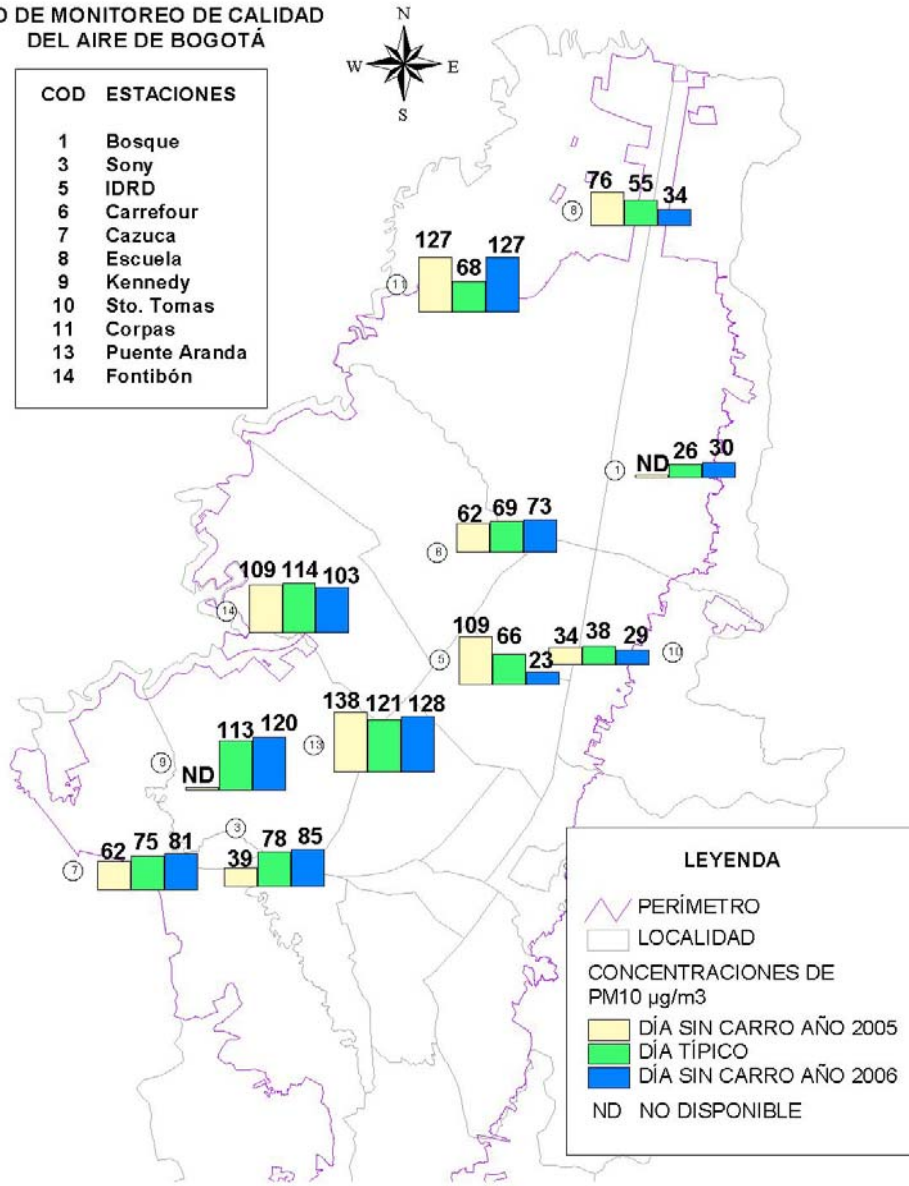 D DE MONITOREO DE CALIDAD
DEL AIRE DE BOGOTÁ
COD ESTACIONES
1 Bosque
3 Sony
5 IDRD
6 Carrefour
7 Cazuca
8 Escuela
9 Kennedy
10 Sto. Tomas
11 Corpas
13 Puente Aranda
14 Fontibón
N
W E
S
76 55 34
8
127 68 127
11
ND 26 30
1
62 69 73
6
109 114 103
14
109 66 23
5
34 38 29
10
138 121 128
13
ND 113 120
9
3
62 75 81
7
39 78 85
LEYENDA
PERÍMETRO
LOCALIDAD
CONCENTRACIONES DE
PM10 µg/m3
DÍA SIN CARRO AÑO 2005
DÍA TÍPICO
DÍA SIN CARRO AÑO 2006
ND NO DISPONIBLE